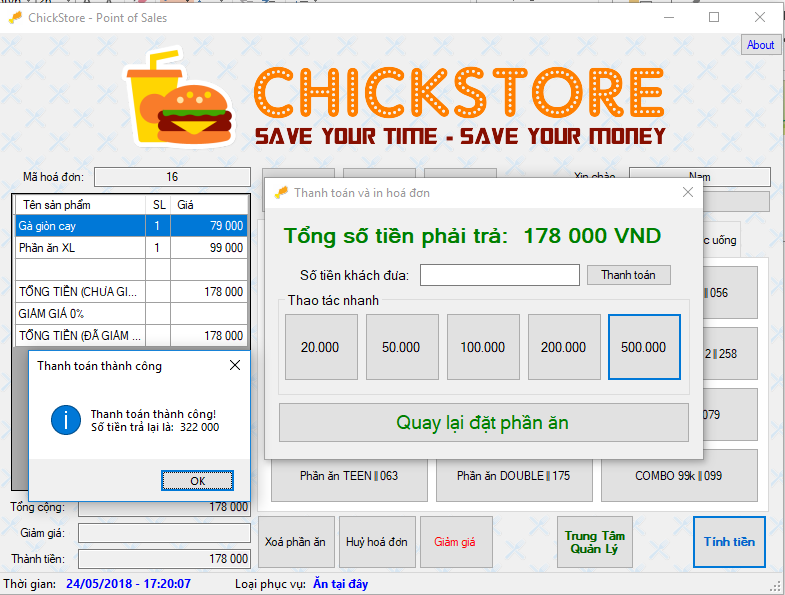 ChickStore - Point of Sales
About
CHICKSTORE
SAVE YOUR TIME - SAVE YOUR MONEY
Mã hoá đơn:
16
Xin chào
Nam
Tên sản phẩm SL Giá
Gà giòn cay 1 79 000
Phần ăn XL 1 99 000
TỔNG TIỀN (CHƯA GI... 178 000
GIẢM GIÁ 0%
TỔNG TIỀN (ĐÃ GIẢM ... 178 000
Thanh toán và in hoá đơn
Tổng số tiền phải trả: 178 000 VND
Số tiền khách đưa:
Thanh toán
Thao tác nhanh
20.000
50.000
100.000
200.000
500.000
Quay lại đặt phần ăn
c uống
056
2 258
079
Thanh toán thành công
Thanh toán thành công!
Số tiền trả lại là: 322 000
OK
Phần ăn TEEN 063
Phần ăn DOUBLE 175
COMBO 99k 099
Tổng cộng: 178 000
Giảm giá:
Thành tiền: 178 000
Xoá phần ăn
Huỷ hoá đơn
Giảm giá
Trung Tâm
Quản Lý
Tính tiền
Thời gian: 24/05/2018 - 17:20:07
Loại phục vụ: Ăn tại đây